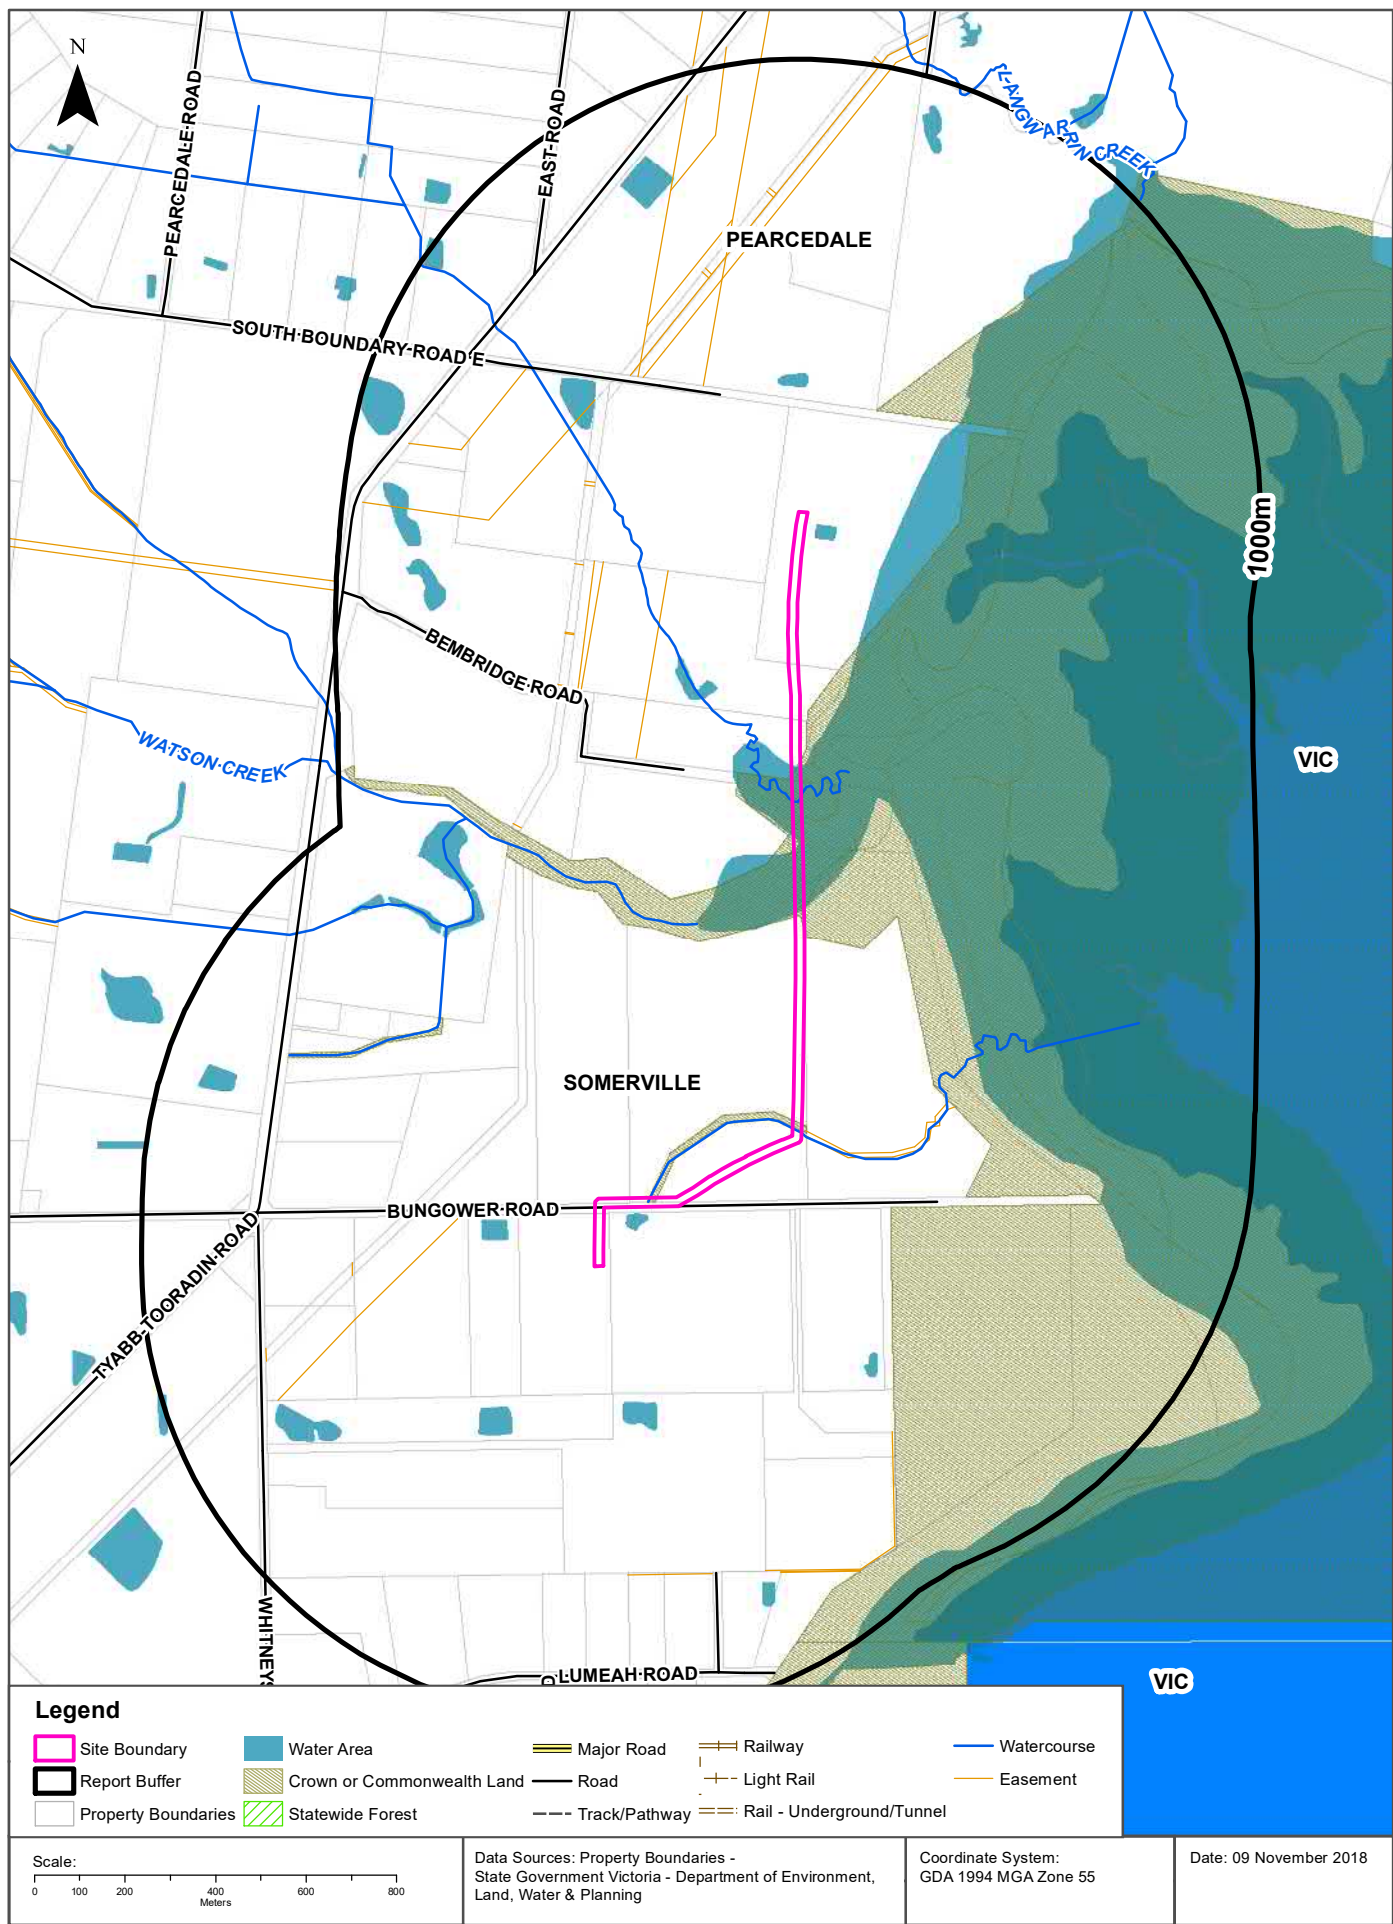 N
PEARCEDALE ROAD
EAST ROAD
LANGWARRIN CREEK
PEARCEDALE
SOUTH BOUNDARY ROAD E
1000m
BEMBRIDGE ROAD
WATSON CREEK
VIC
SOMERVILLE
BUNGOWER ROAD
TYABB-TOORADIN ROAD
WHITNEYS
O LUMEAH ROAD
VIC
Legend
Site Boundary
Report Buffer
Property Boundaries
Water Area
Crown or Commonwealth Land
Statewide Forest
Major Road
Road
Track/Pathway
Railway
Light Rail
Rail - Underground/Tunnel
Watercourse
Easement
Scale:
0 100 200 400 600 800
Meters
Data Sources: Property Boundaries -
State Government Victoria - Department of Environment,
Land, Water & Planning
Coordinate System:
GDA 1994 MGA Zone 55
Date: 09 November 2018